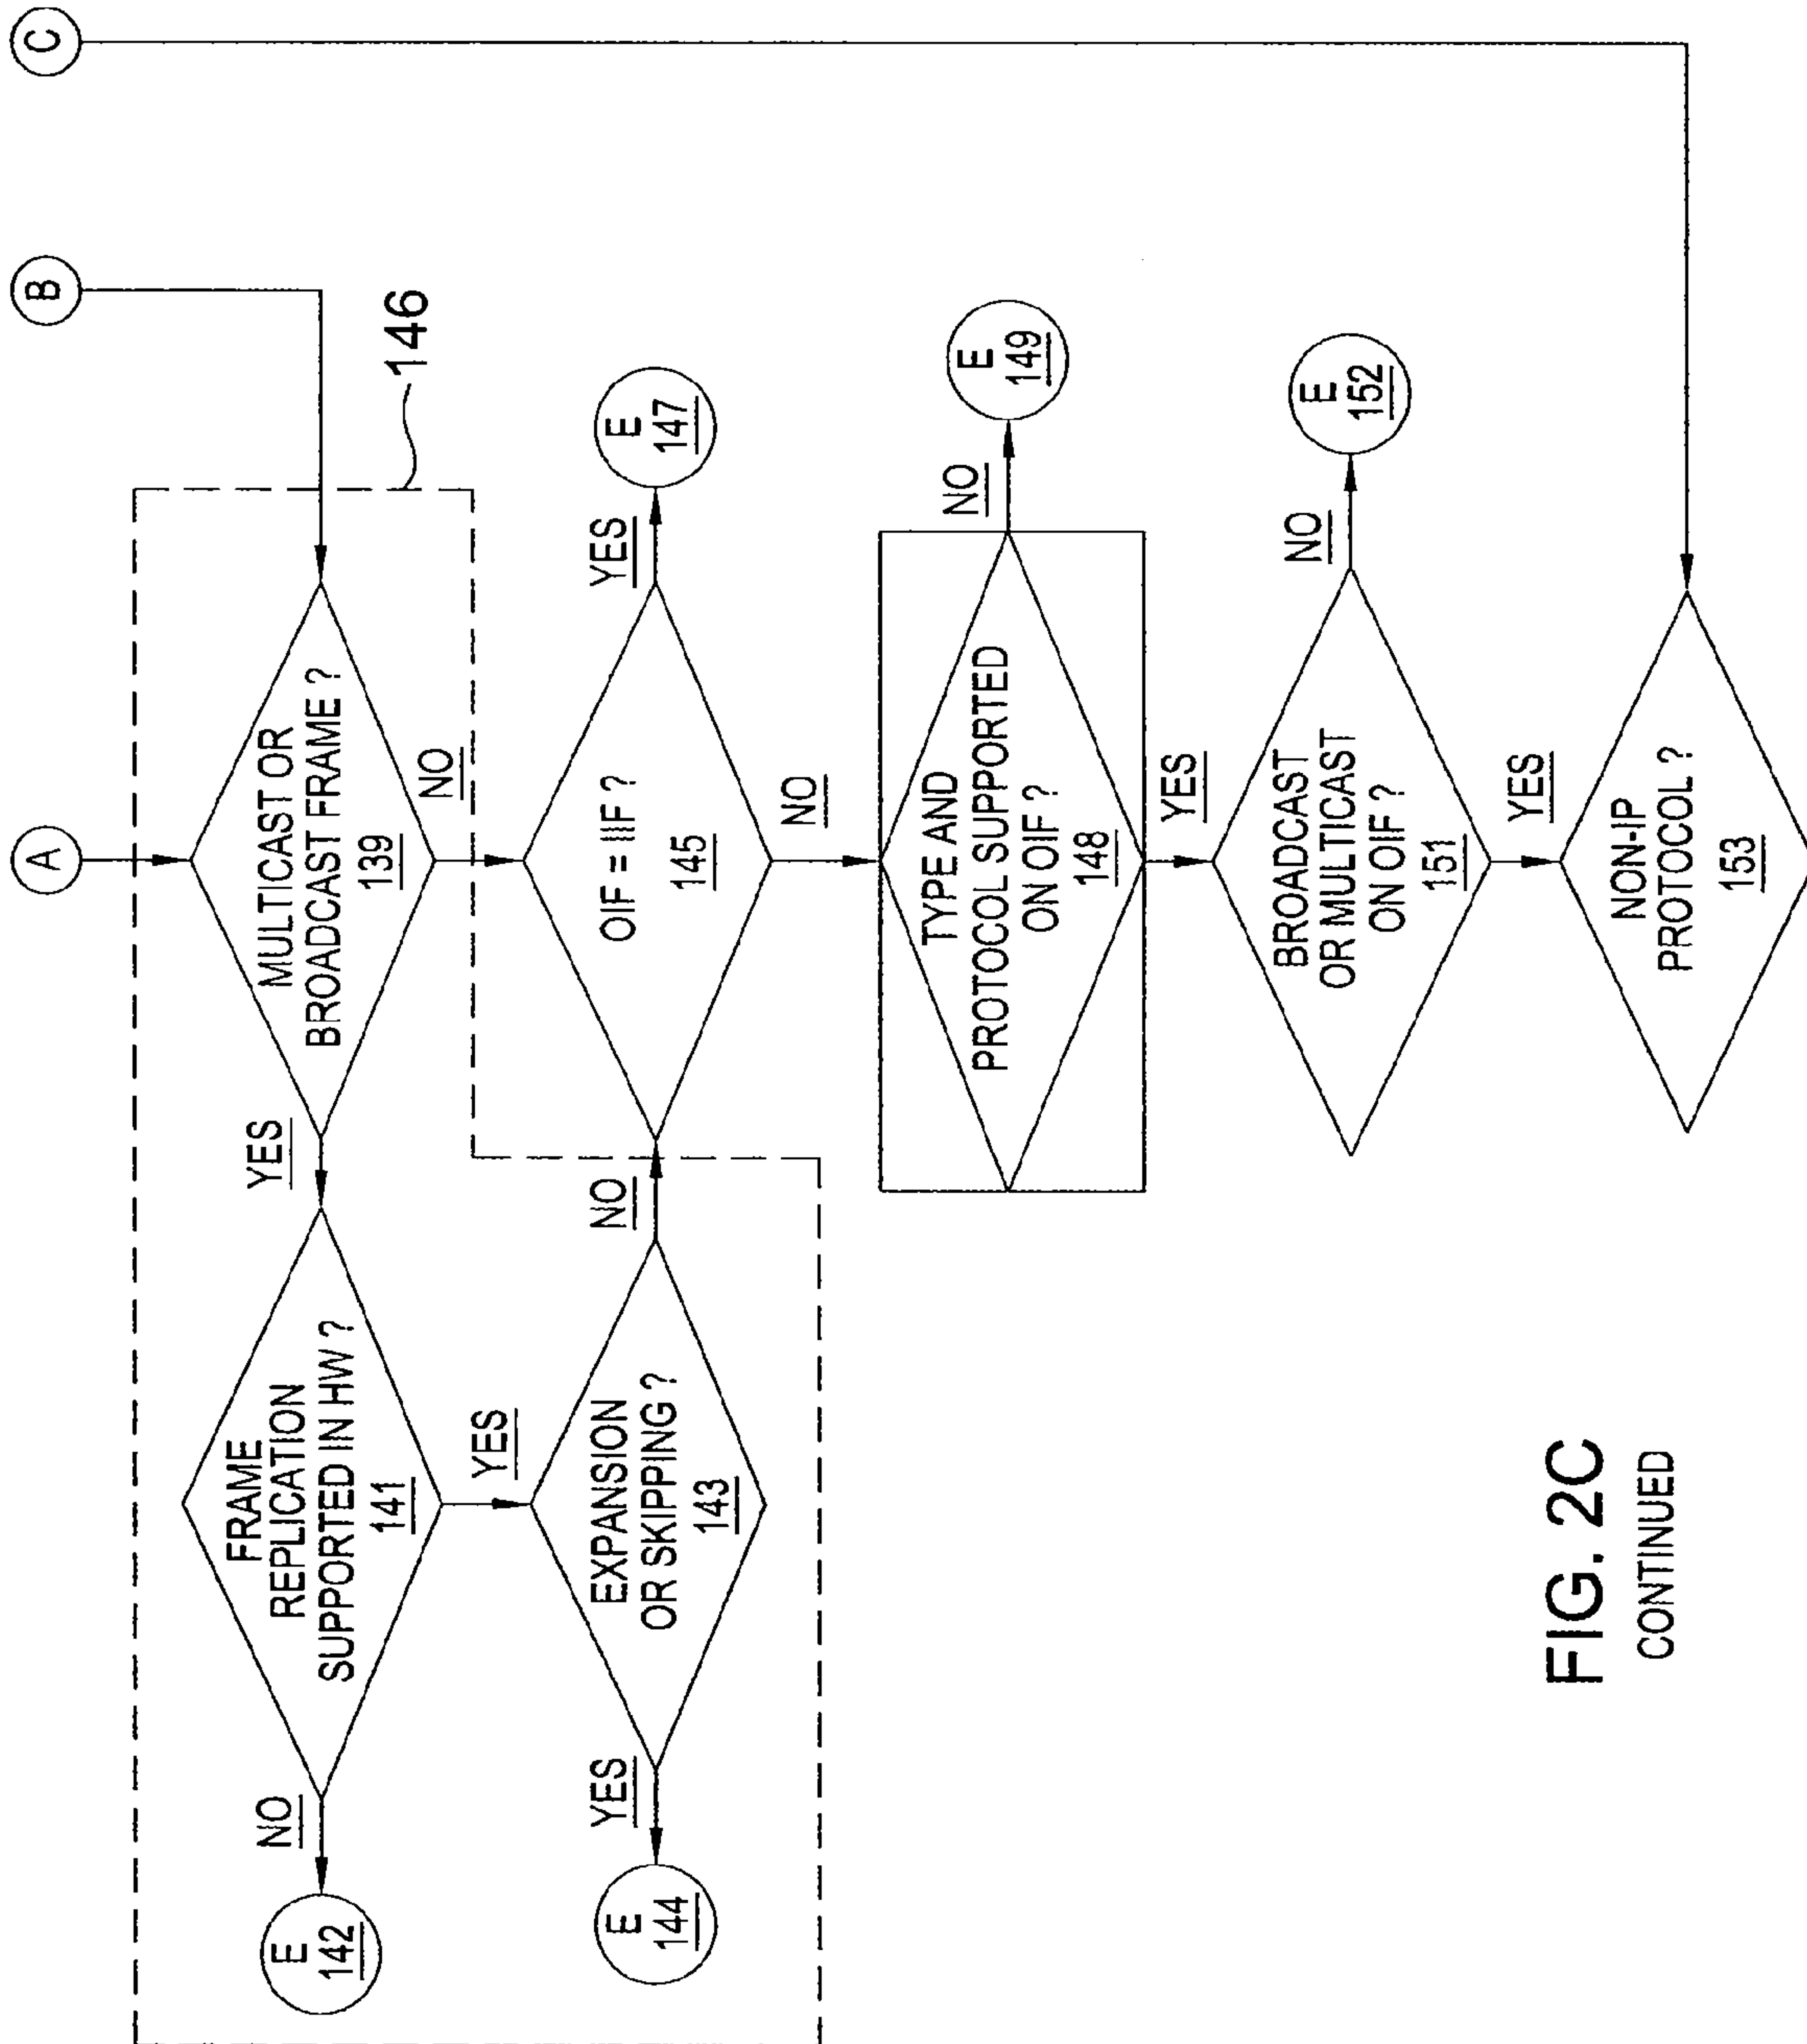 A
B
C
146
MULTICAST OR
BROADCAST FRAME ?
139
YES
NO
FRAME
REPLICATION
SUPPORTED IN HW ?
141
NO
E
142
YES
EXPANSION
OR SKIPPING ?
143
YES
E
144
NO
OIF = IIF ?
145
YES
E
147
NO
TYPE AND
PROTOCOL SUPPORTED
ON OIF ?
148
NO
E
149
YES
BROADCAST
OR MULTICAST
ON OIF ?
151
NO
E
152
YES
NON-IP
PROTOCOL ?
153
FIG. 2C
CONTINUED